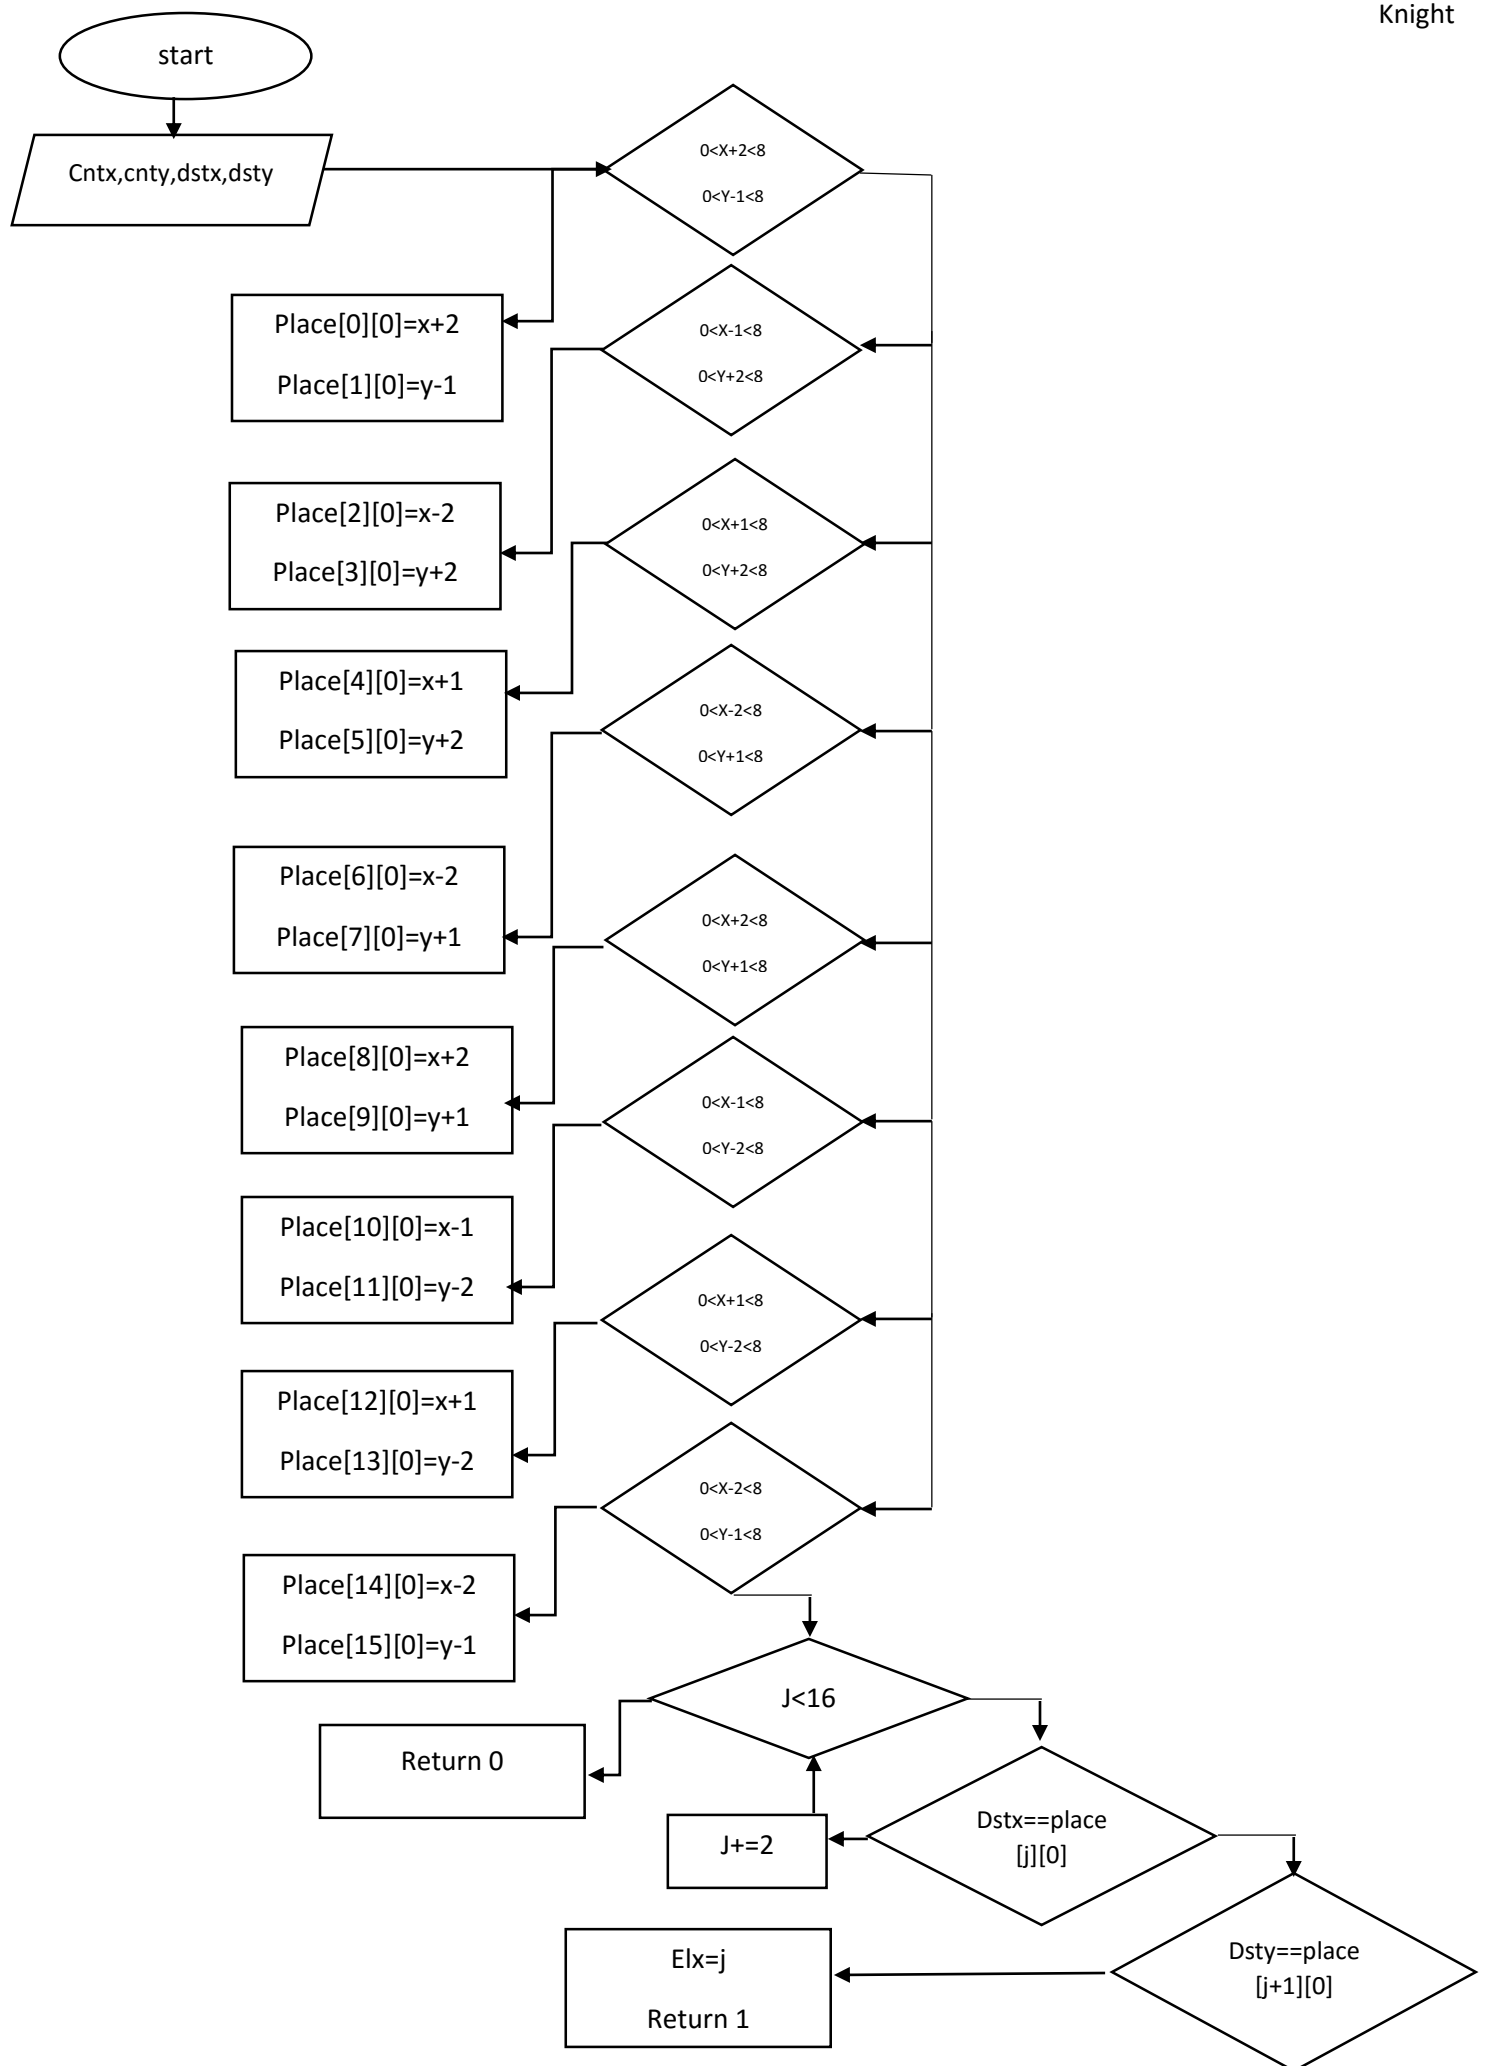 Knight
start
Cntx,cnty,dstx,dsty
0<X+2<8
0<Y-1<8
Place[0][0]=x+2
Place[1][0]=y-1
0<X-1<8
0<Y+2<8
Place[2][0]=x-2
Place[3][0]=y+2
0<X+1<8
0<Y+2<8
Place[4][0]=x+1
Place[5][0]=y+2
0<X-2<8
0<Y+1<8
Place[6][0]=x-2
Place[7][0]=y+1
0<X+2<8
0<Y+1<8
Place[8][0]=x+2
Place[9][0]=y+1
0<X-1<8
0<Y-2<8
Place[10][0]=x-1
Place[11][0]=y-2
0<X+1<8
0<Y-2<8
Place[12][0]=x+1
Place[13][0]=y-2
0<X-2<8
0<Y-1<8
Place[14][0]=x-2
Place[15][0]=y-1
J<16
Return 0
Dstx==place
[j][0]
J+=2
Dsty==place
[j+1][0]
Elx=j
Return 1